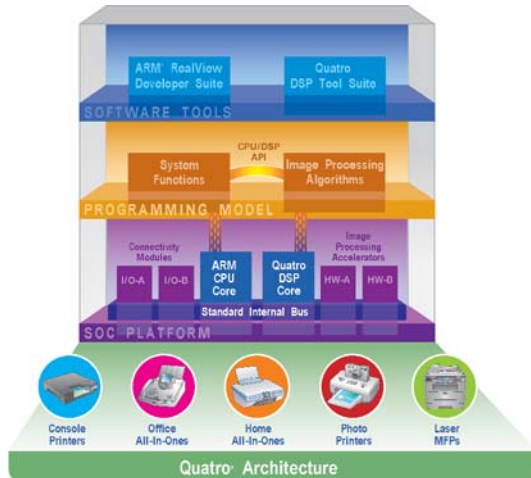 ARM® RealView
Developer Suite
Quatro
DSP Tool Suite
SOFTWARE TOOLS
CPU/DSP
API
System
Functions
Image Processing
Algorithms
PROGRAMMING MODEL
Connectivity
Modules
Image
Processing
Accelerators
I/O-A
I/O-B
ARM
CPU
Core
Quatro
DSP
Core
HW-A
HW-B
Standard Internal Bus
SOC PLATFORM
Console
Printers
Office
All-In-Ones
Home
All-In-Ones
Photo
Printers
Laser
MFPs
Quatro® Architecture